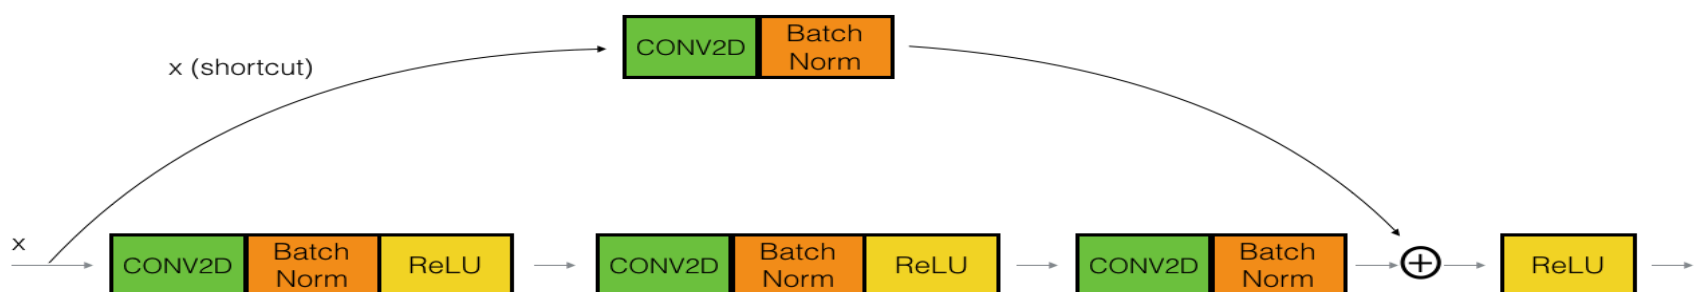 CONV2D
Batch
Norm
x (shortcut)
x
CONV2D
Batch
Norm
ReLU
CONV2D
Batch
Norm
ReLU
CONV2D
Batch
Norm
ReLU